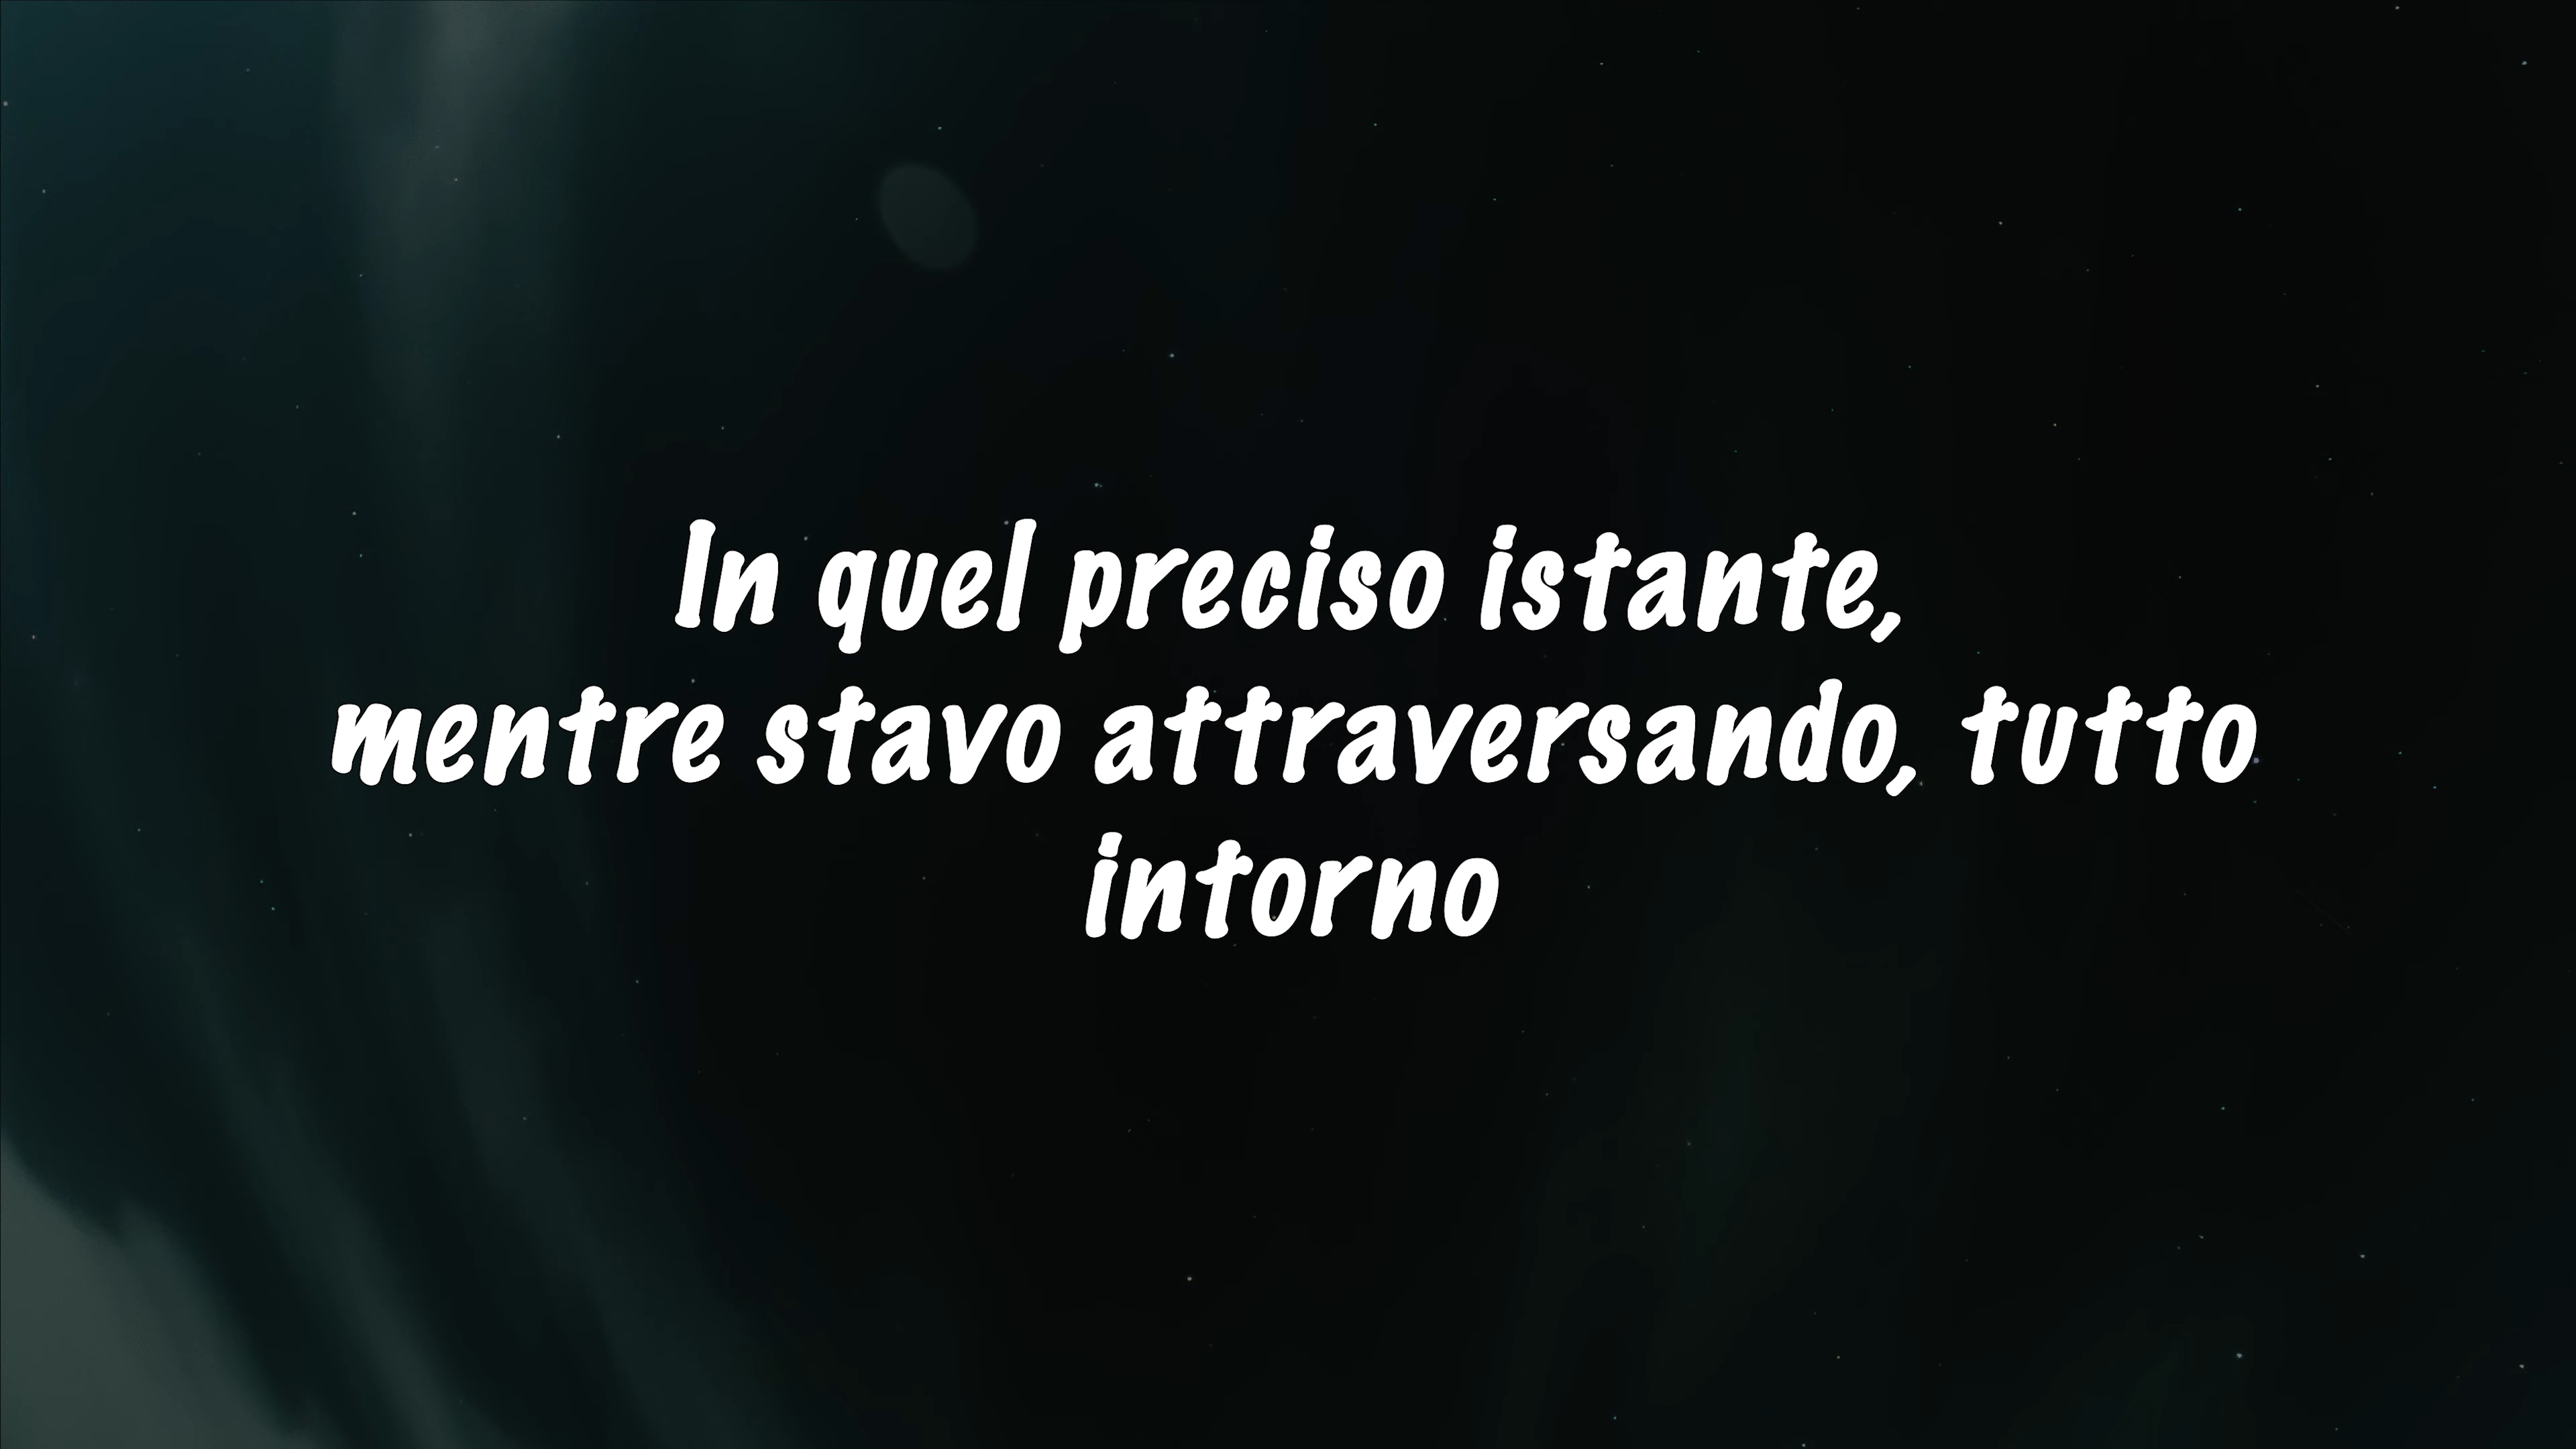 In quel preciso istante,
mentre stavo attraversando, tutto
intorno